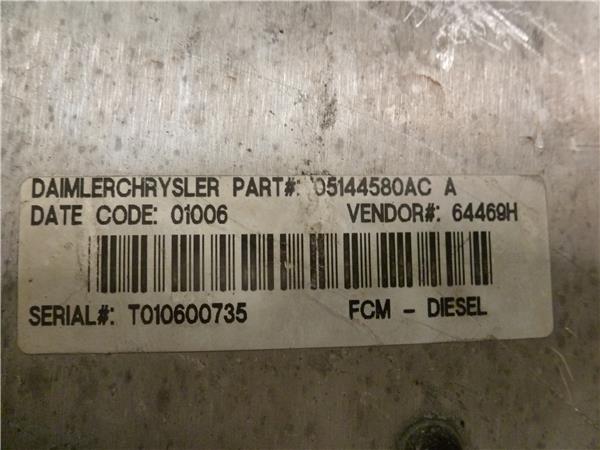 DAIMLERCHRYSLER PART#: 05144580AC A
DATE CODE: 01006 VENDOR#: 64469H
SERIAL#: T010600735 FCM - DIESEL